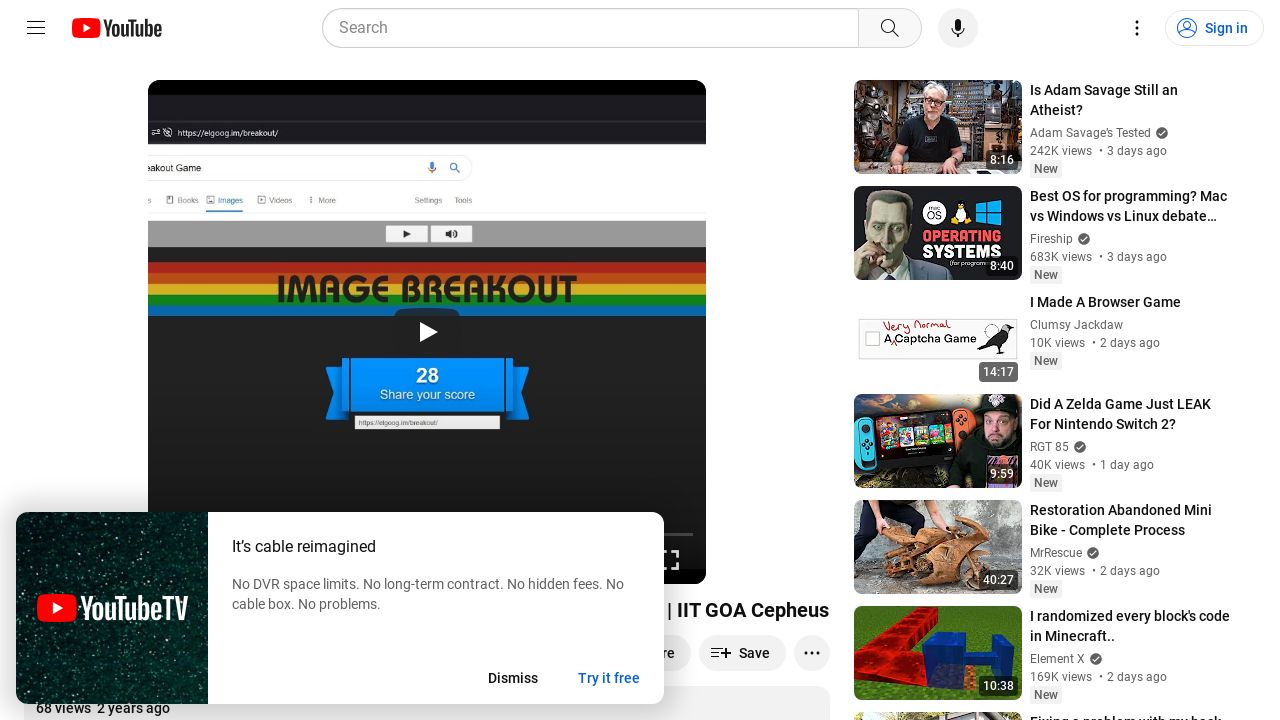 YouTube
Search
Sign in
https://elgoog.im/breakout/
eakout Game
Books
Images
Videos
More
Settings
Tools
IMAGE BREAKOUT
28
Share your score
https://elgoog.im/breakout/
| IIT GOA Cepheus
re
Save
68 views 2 years ago
YouTubeTV
It’s cable reimagined
No DVR space limits. No long-term contract. No hidden fees. No
cable box. No problems.
Dismiss
Try it free
8:16
Is Adam Savage Still an
Atheist?
Adam Savage’s Tested
242K views • 3 days ago
New
mac
OS
OPERATING
SYSTEMS
8:40
Best OS for programming? Mac
vs Windows vs Linux debate…
Fireship
683K views • 3 days ago
New
Very Normal
A Captcha Game
14:17
I Made A Browser Game
Clumsy Jackdaw
10K views • 2 days ago
New
9:59
Did A Zelda Game Just LEAK
For Nintendo Switch 2?
RGT 85
40K views • 1 day ago
New
40:27
Restoration Abandoned Mini
Bike - Complete Process
MrRescue
32K views • 2 days ago
New
10:38
I randomized every block's code
in Minecraft..
Element X
169K views • 2 days ago
New
Fixing a problem with my back